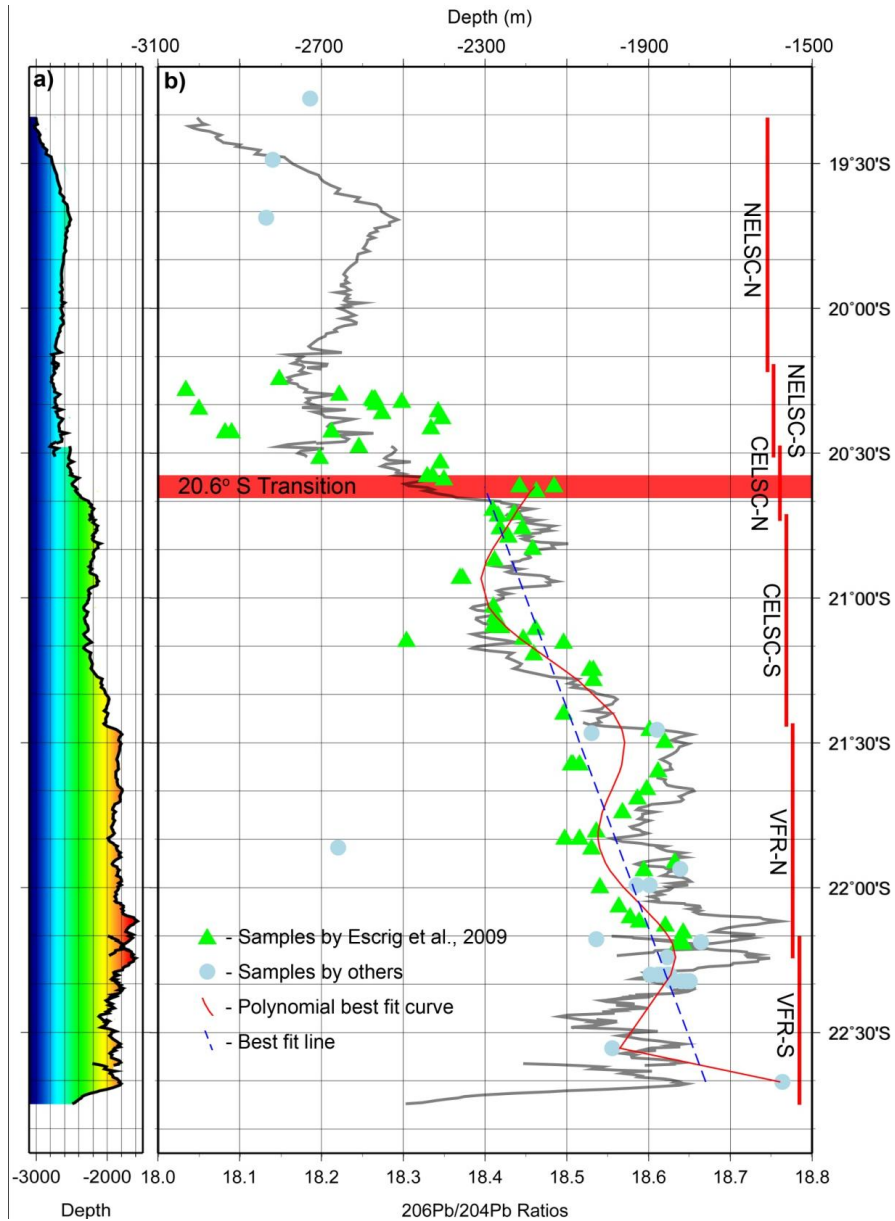 Depth (m)
-3100 -2700 -2300 -1900 -1500
a) b)
19°30'S
NELSC-N
20°00'S
NELSC-S
20°30'S
CELSC-N
20.6° S Transition
21°00'S
CELSC-S
21°30'S
VFR-N
22°00'S
- Samples by Escrig et al., 2009
- Samples by others
- Polynomial best fit curve
- Best fit line
VFR-S
22°30'S
-3000 -2000 18.0 18.1 18.2 18.3 18.4 18.5 18.6 18.7 18.8
Depth 206Pb/204Pb Ratios